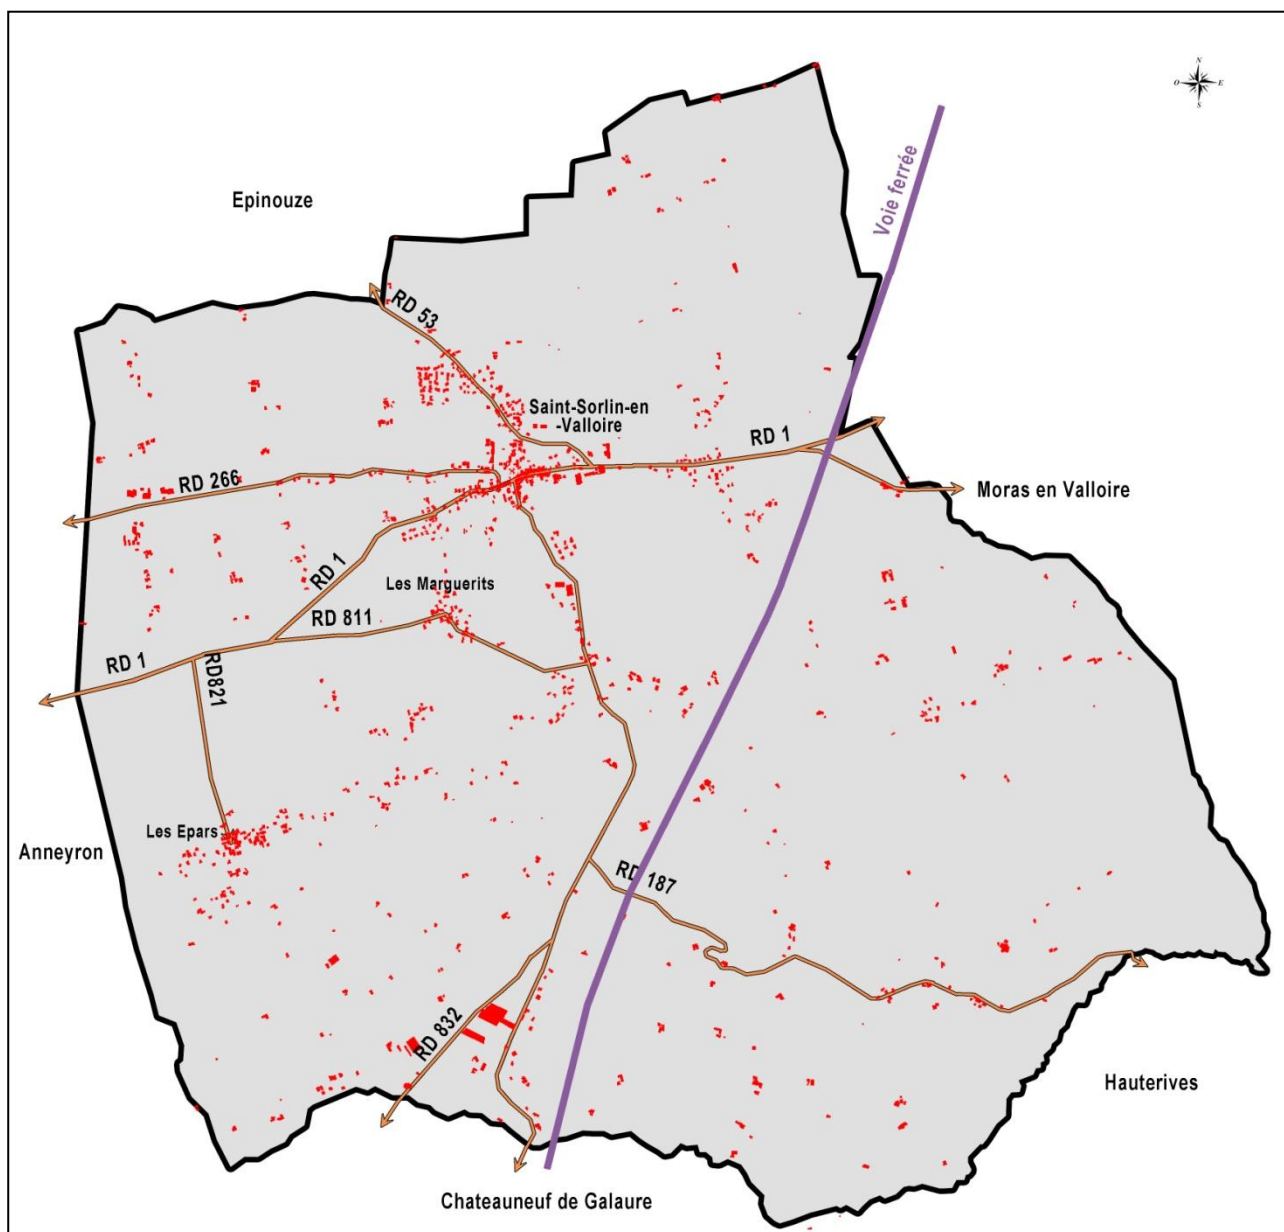 N
O E
S
Voie ferrée
Epinouze
RD 53
Saint-Sorlin-en
-Valloire
RD 1
RD 266
Moras en Valloire
RD 1
Les Marguerits
RD 811
RD 1
RD821
Les Epars
Anneyron
RD 187
RD 832
Hauterives
Chateauneuf de Galaure